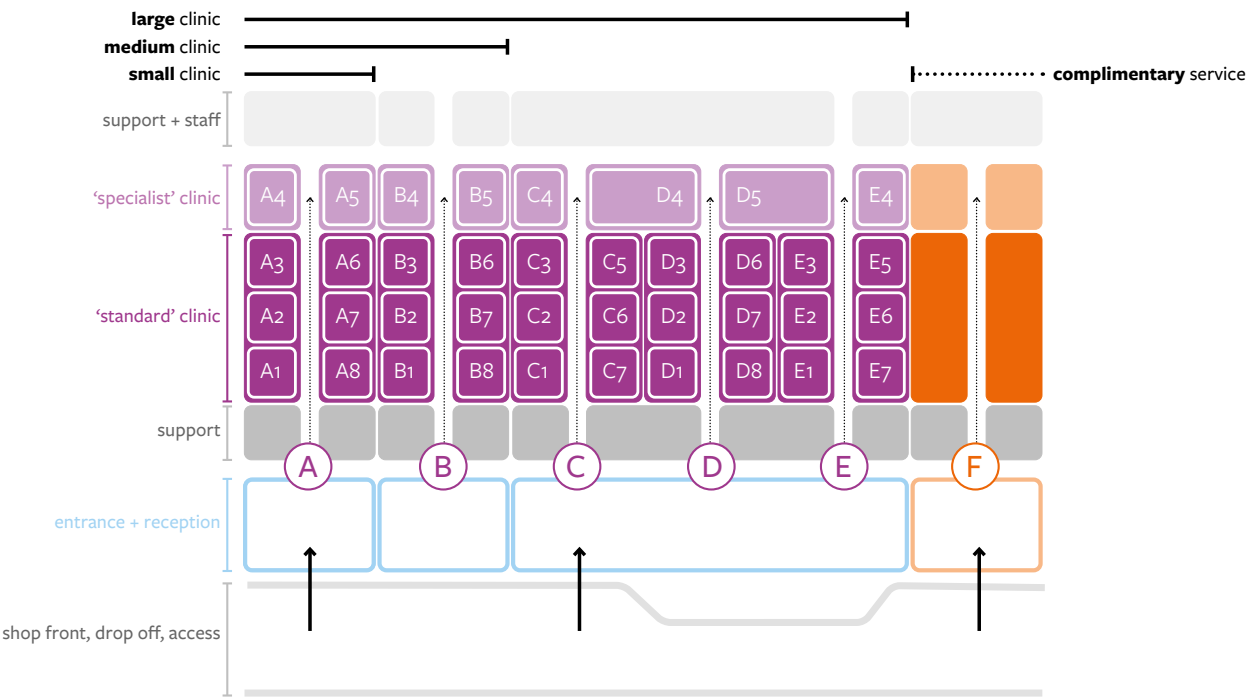 large clinic
medium clinic
small clinic
complimentary service
support + staff
'specialist' clinic
A4 A5 B4 B5 C4 D4 D5 E4
A3 A6 B3 B6 C3 C5 D3 D6 E3 E5
'standard' clinic
A2 A7 B2 B7 C2 C6 D2 D7 E2 E6
A1 A8 B1 B8 C1 C7 D1 D8 E1 E7
support
A B C D E F
entrance + reception
shop front, drop off, access